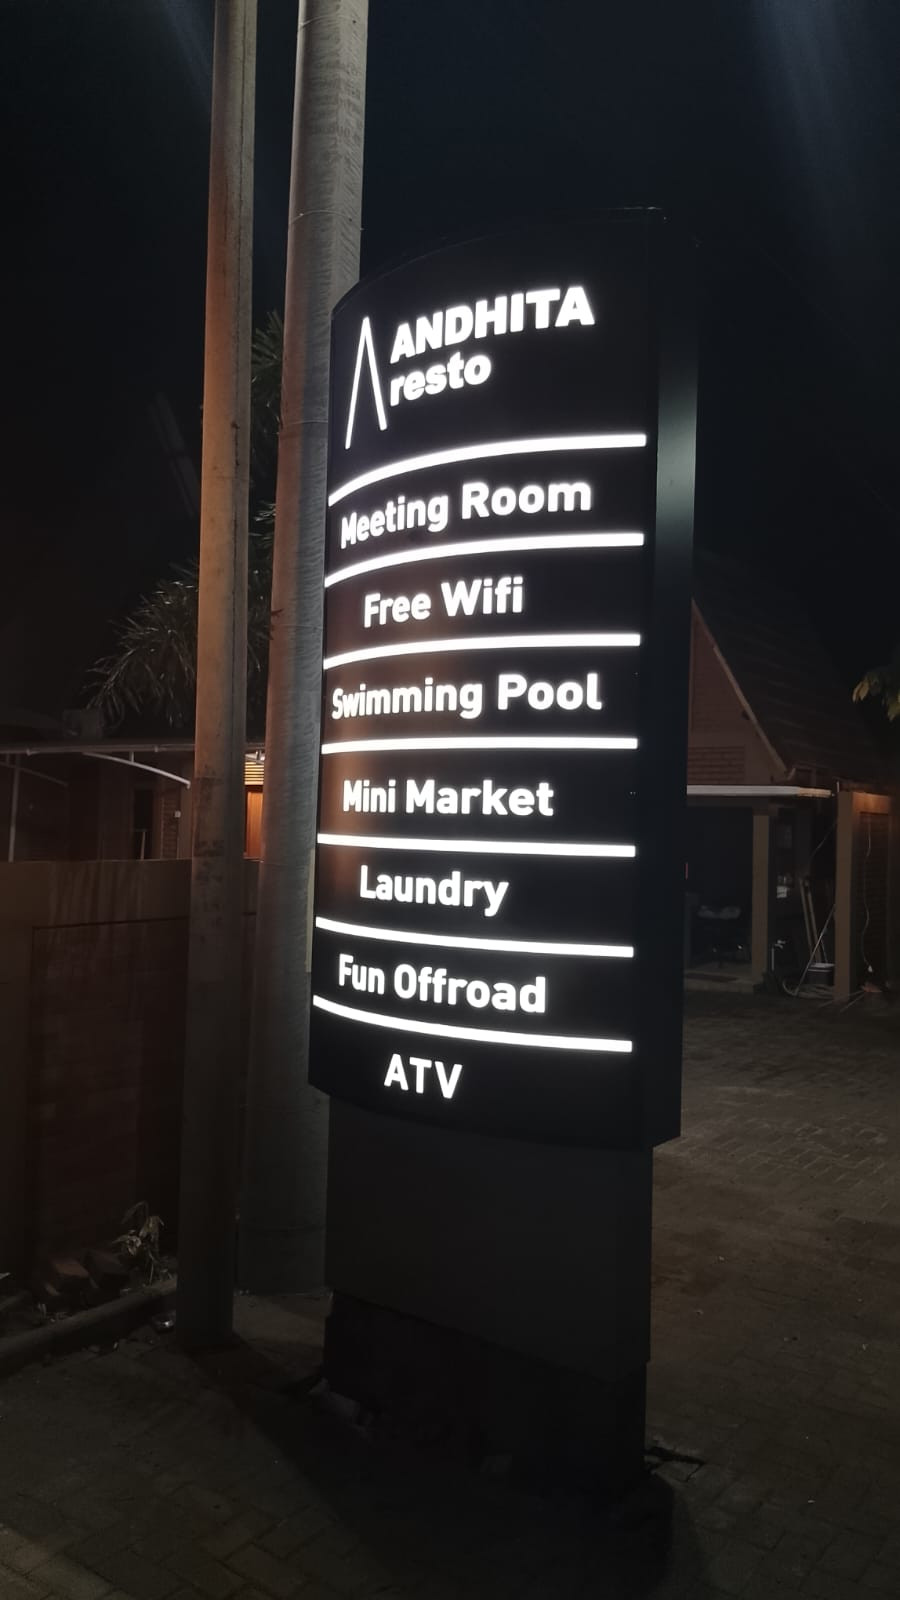 ANDHITA
resto
Meeting Room
Free Wifi
Swimming Pool
Mini Market
Laundry
Fun Offroad
ATV